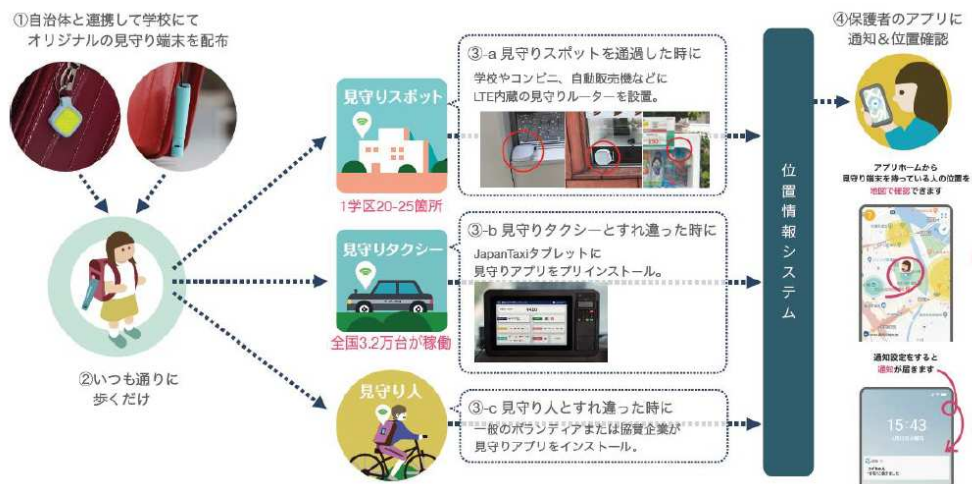 ①自治体と連携して学校にて
オリジナルの見守り端末を配布
②いつも通りに
歩くだけ
見守りスポット
1学区20-25箇所
③-a 見守りスポットを通過した時に
学校やコンビニ、自動販売機などに
LTE内蔵の見守りルーターを設置。
見守りタクシー
全国3.2万台が稼働
③-b 見守りタクシーとすれ違った時に
JapanTaxiタブレットに
見守りアプリをプリインストール。
見守り人
③-c 見守り人とすれ違った時に
一般のボランティアまたは協賛企業が
見守りアプリをインストール。
位置情報システム
④保護者のアプリに
通知&位置確認
アプリホームから
見守り端末を持っている人の位置を
地図で確認できます
通知設定をすると
通知が届きます
15:43